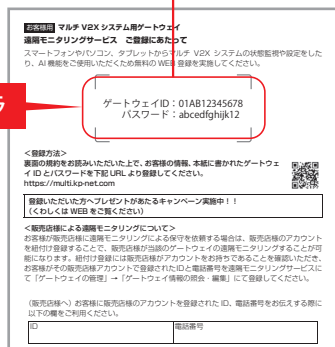 お客様用 マルチ V2X システム用ゲートウェイ
遠隔モニタリングサービス ご登録にあたって
スマートフォンやパソコン、タブレットからマルチ V2X システムの状態監視や設定をした
り、AI 機能をご使用いただくため無料の WEB 登録を実施してください。
ゲートウェイID：01AB12345678
パスワード：abcedfghijk12
ラ
＜登録方法＞
裏面の規約をお読みいただいた上で、お客様の情報、本紙に書かれたゲートウェ
イ ID とパスワードを下記 URL より登録してください。
https://multi.kp-net.com
登録いただいた方へプレゼントがあたるキャンペーン実施中！！
（くわしくは WEB をご覧ください）
＜販売店様による遠隔モニタリングについて＞
お客様が販売店様に遠隔モニタリングによる保守を依頼する場合は、販売店様のアカウント
を紐付け登録することで、販売店様が当該のゲートウェイの遠隔モニタリングすることが可
能になります。紐付け登録には販売店様がアカウントをお持ちであることを確認いただき、
お客様がその販売店様アカウントで登録されたIDと電話番号を遠隔モニタリングサービスに
て「ゲートウェイの管理」→「ゲートウェイ情報の照会・編集」にて登録してください。
（販売店様へ）お客様に販売店様のアカウントを登録された ID、電話番号をお伝えする際に
以下の欄をご利用ください。
ID 電話番号